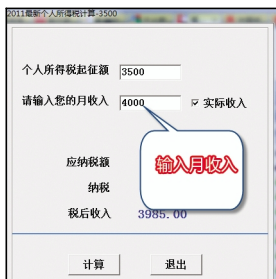 2011最新个人所得税计算-3500
个人所得税起征额 3500
请输入您的月收入 4000 实际收入
输入月收入
应纳税额
纳税
税后收入 3985.00
计算 退出